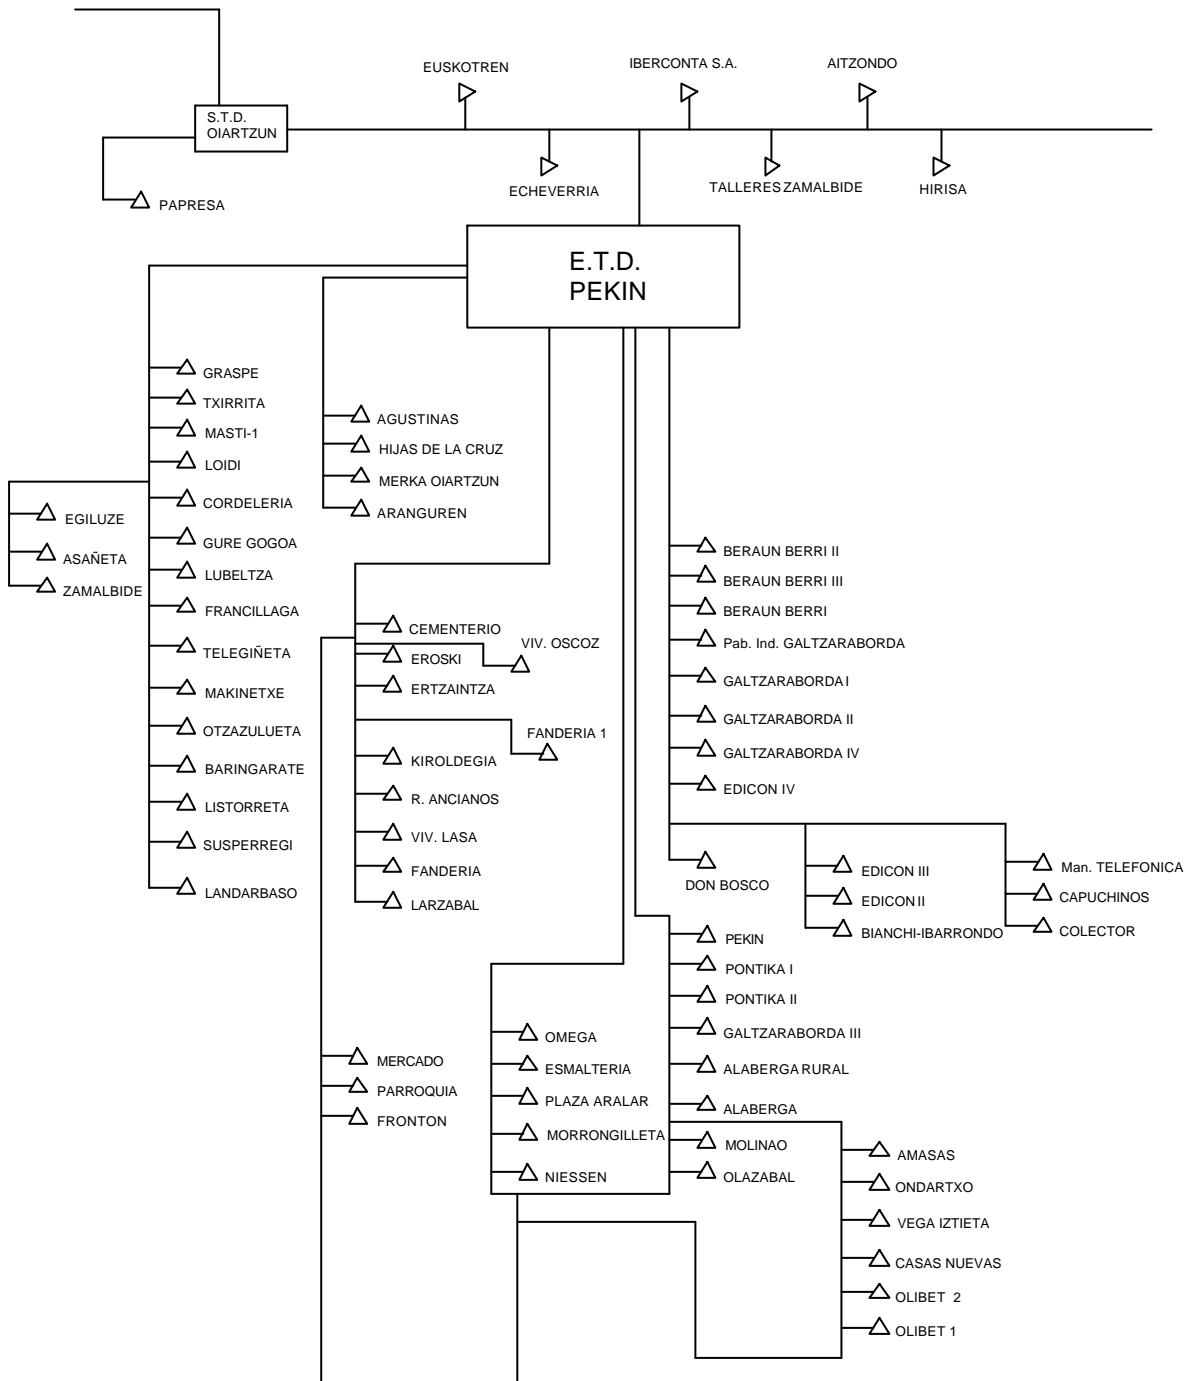 EUSKOTREN
IBERCONTA S.A.
AITZONDO
S.T.D.
OIARTZUN
ECHEVERRIA
TALLERES ZAMALBIDE
HIRISA
PAPRESA
E.T.D.
PEKIN
GRASPE
TXIRRITA
MASTI-1
LOIDI
CORDELERIA
GURE GOGOA
LUBELTZA
FRANCILLAGA
TELEGIÑETA
MAKINETXE
OTZAZULUETA
BARINGARATE
LISTORRETA
SUSPERREGI
LANDARBASO
EGILUZE
ASAÑETA
ZAMALBIDE
AGUSTINAS
HIJAS DE LA CRUZ
MERKA OIARTZUN
ARANGUREN
CEMENTERIO
VIV. OSCOZ
EROSKI
ERTZAINTZA
FANDERIA 1
KIROLDEGIA
R. ANCIANOS
VIV. LASA
FANDERIA
LARZABAL
MERCADO
PARROQUIA
FRONTON
BERAUN BERRI II
BERAUN BERRI III
BERAUN BERRI
Pab. Ind. GALTZARABORDA
GALTZARABORDA I
GALTZARABORDA II
GALTZARABORDA IV
EDICON IV
DON BOSCO
EDICON III
EDICON II
BIANCHI-IBARRONDO
Man. TELEFONICA
CAPUCHINOS
COLECTOR
PEKIN
PONTIKA I
PONTIKA II
GALTZARABORDA III
ALABERGA RURAL
ALABERGA
MOLINAO
OLAZABAL
OMEGA
ESMALTERIA
PLAZA ARALAR
MORRONGILLETA
NIESSEN
AMASAS
ONDARTXO
VEGA IZTIETA
CASAS NUEVAS
OLIBET 2
OLIBET 1